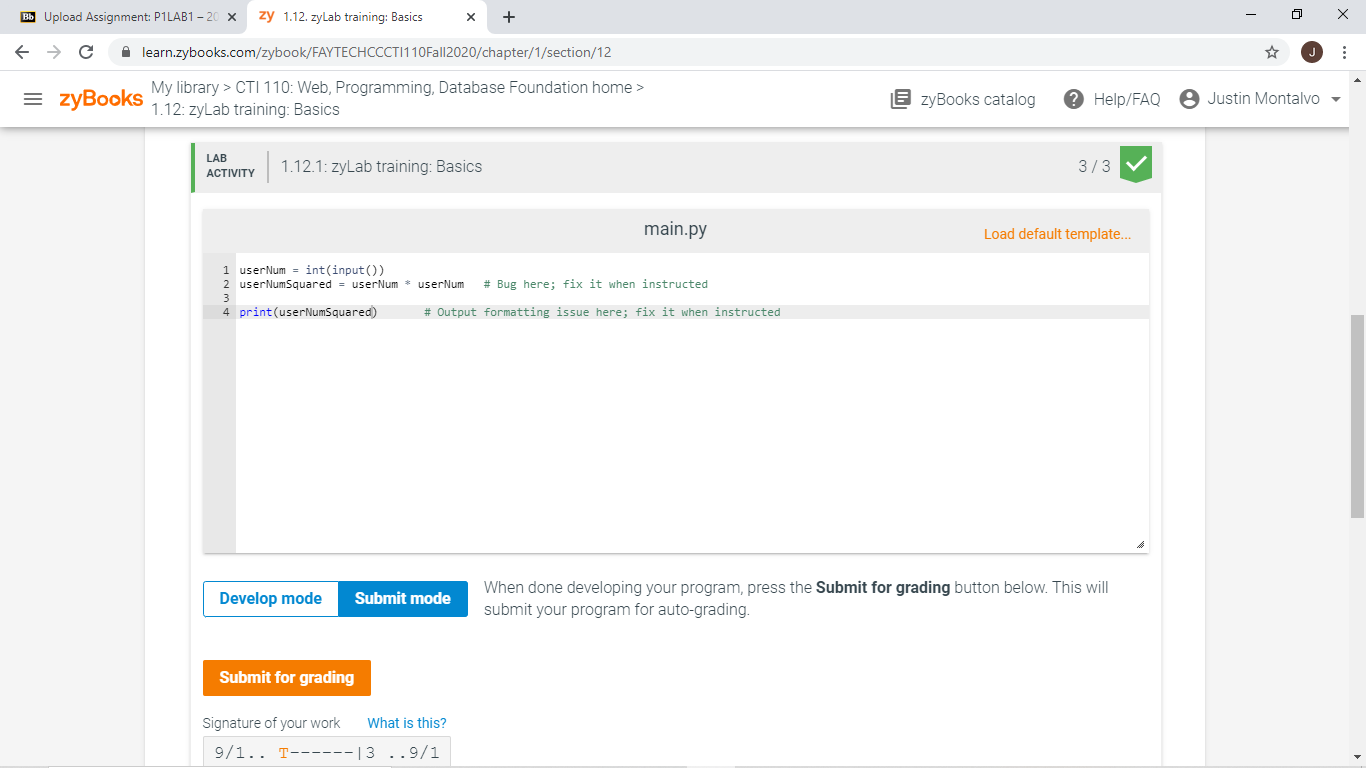 Bb Upload Assignment: P1LAB1 – 20
zy 1.12. zyLab training: Basics
learn.zybooks.com/zybook/FAYTECHCCCTI110Fall2020/chapter/1/section/12
J
zyBooks
My library > CTI 110: Web, Programming, Database Foundation home >
1.12: zyLab training: Basics
zyBooks catalog
? Help/FAQ
Justin Montalvo
LAB
ACTIVITY
1.12.1: zyLab training: Basics
3 / 3
main.py
Load default template...
1 userNum = int(input())
2 userNumSquared = userNum * userNum   # Bug here; fix it when instructed
3
4 print(userNumSquared)       # Output formatting issue here; fix it when instructed
Develop mode
Submit mode
When done developing your program, press the Submit for grading button below. This will
submit your program for auto-grading.
Submit for grading
Signature of your work
What is this?
9/1.. T------|3 ..9/1